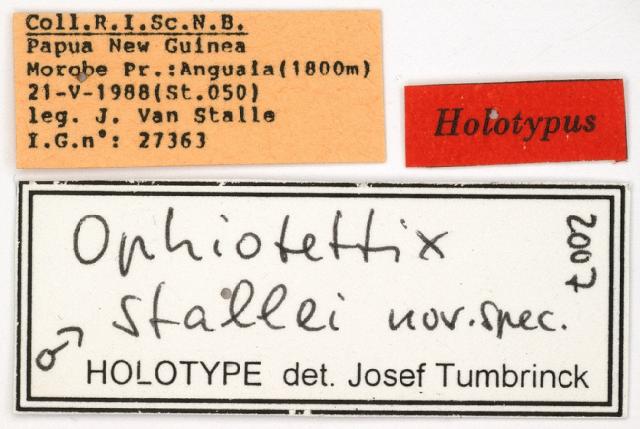 Coll.R.I.Sc.N.B.
Papua New Guinea
Morobe Pr.:Anguala(1800m)
21-V-1988(St.050)
leg. J. Van Stalle
I.G.n°: 27363
Holotypus
Ophiotettix
stallei nov.spec.
♂
HOLOTYPE det. Josef Tumbrinck
2007